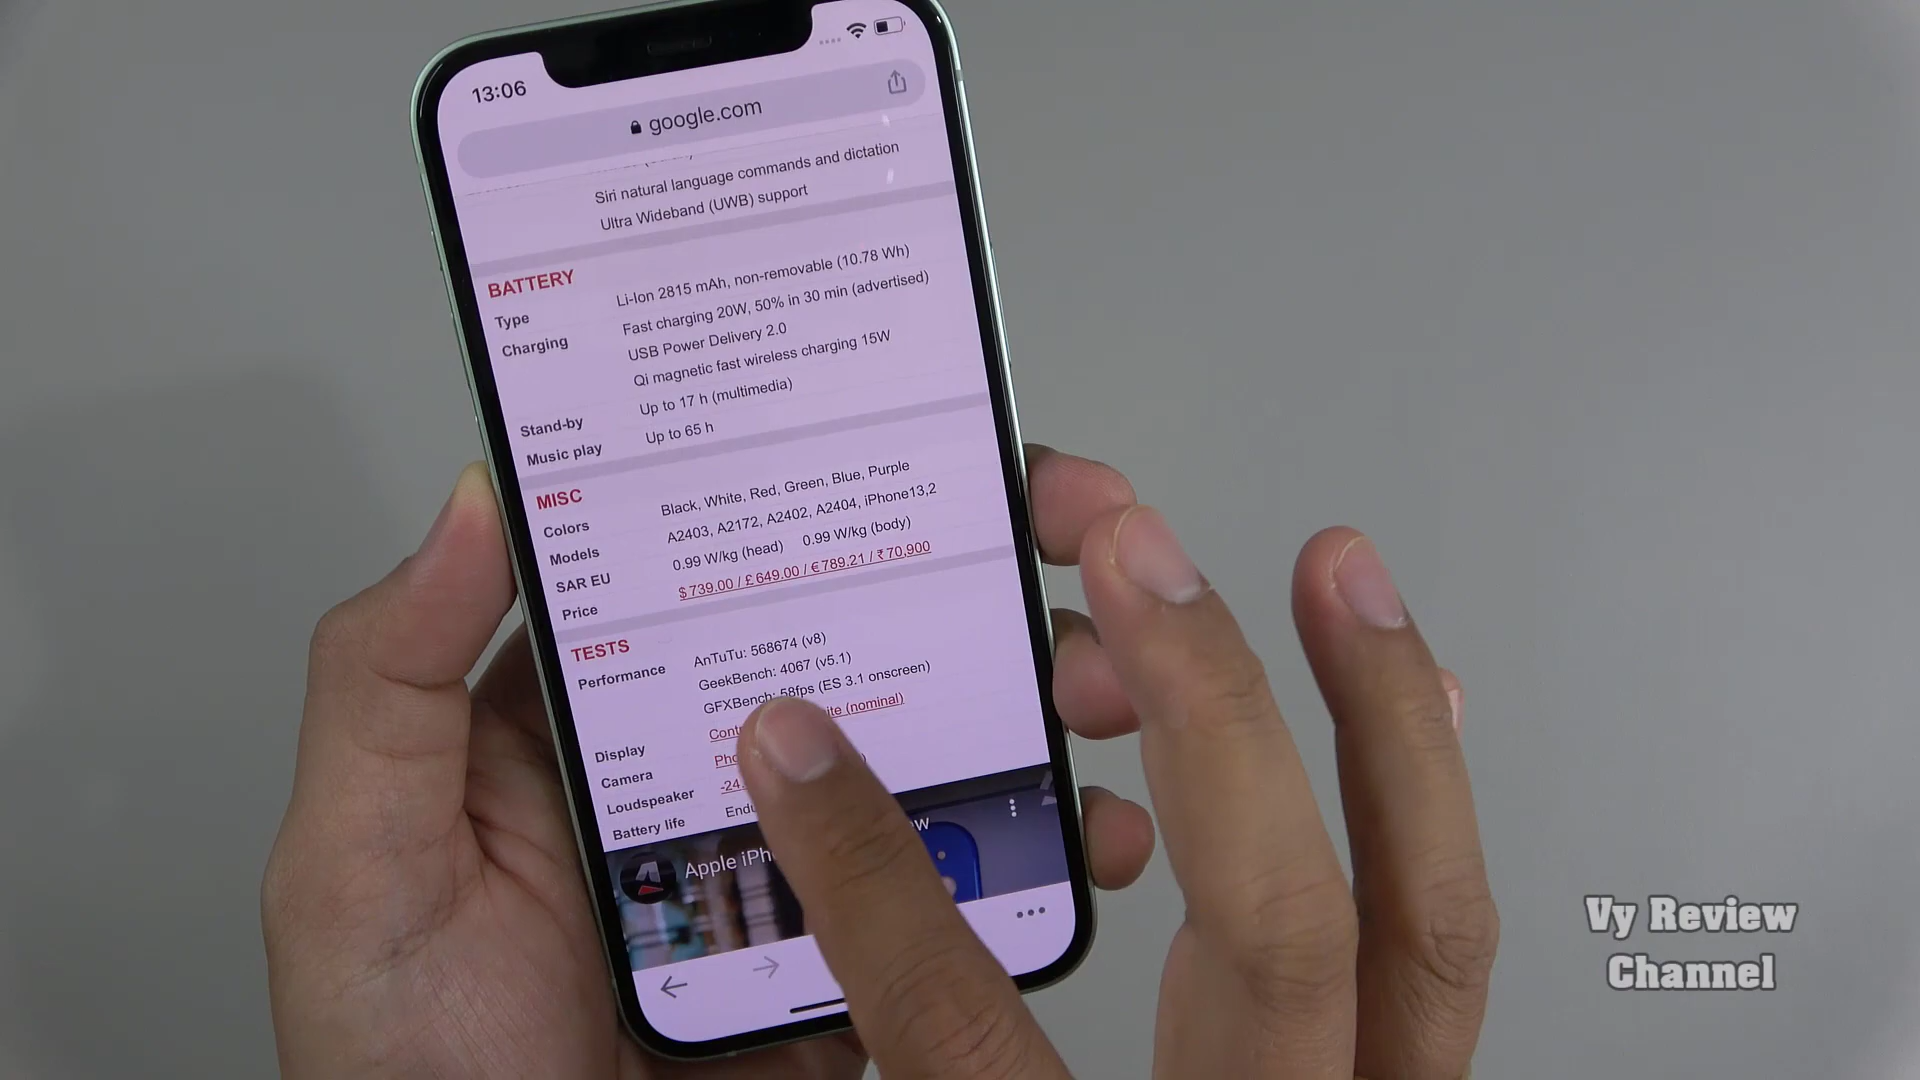 13:06
google.com
Siri natural language commands and dictation
Ultra Wideband (UWB) support
BATTERY
Type Li-Ion 2815 mAh, non-removable (10.78 Wh)
Charging Fast charging 20W, 50% in 30 min (advertised)
USB Power Delivery 2.0
Qi magnetic fast wireless charging 15W
Stand-by Up to 17 h (multimedia)
Music play Up to 65 h
MISC
Colors Black, White, Red, Green, Blue, Purple
Models A2403, A2172, A2402, A2404, iPhone13,2
SAR EU 0.99 W/kg (head) 0.99 W/kg (body)
Price $ 739.00 / £ 649.00 / € 789.21 / ₹ 70,900
TESTS
Performance AnTuTu: 568674 (v8)
GeekBench: 4067 (v5.1)
GFXBench: 58fps (ES 3.1 onscreen)
Display (nominal)
Camera
Loudspeaker
Battery life
Apple
Vy Review
Channel